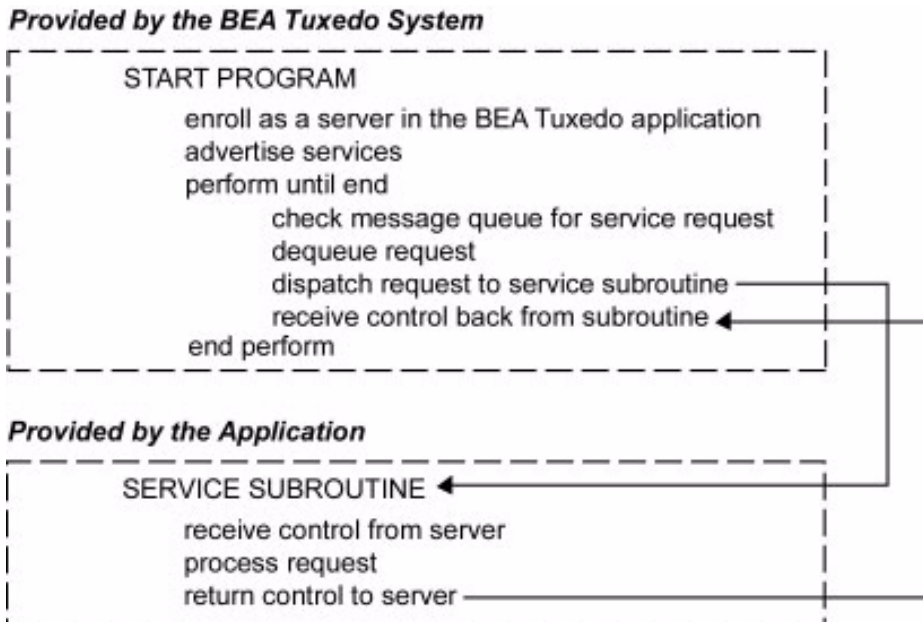 Provided by the BEA Tuxedo System
START PROGRAM
enroll as a server in the BEA Tuxedo application
advertise services
perform until end
check message queue for service request
dequeue request
dispatch request to service subroutine
receive control back from subroutine
end perform
Provided by the Application
SERVICE SUBROUTINE
receive control from server
process request
return control to server